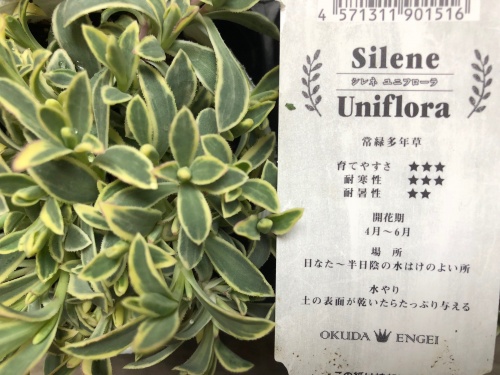 4 571311 901516
Silene
シレネ ユニフローラ
Uniflora
常緑多年草
育てやすさ ★★★
耐寒性 ★★★
耐暑性 ★★
開花期
4月～6月
場 所
日なた～半日陰の水はけのよい所
水やり
土の表面が乾いたらたっぷり与える
OKUDA ENGEI